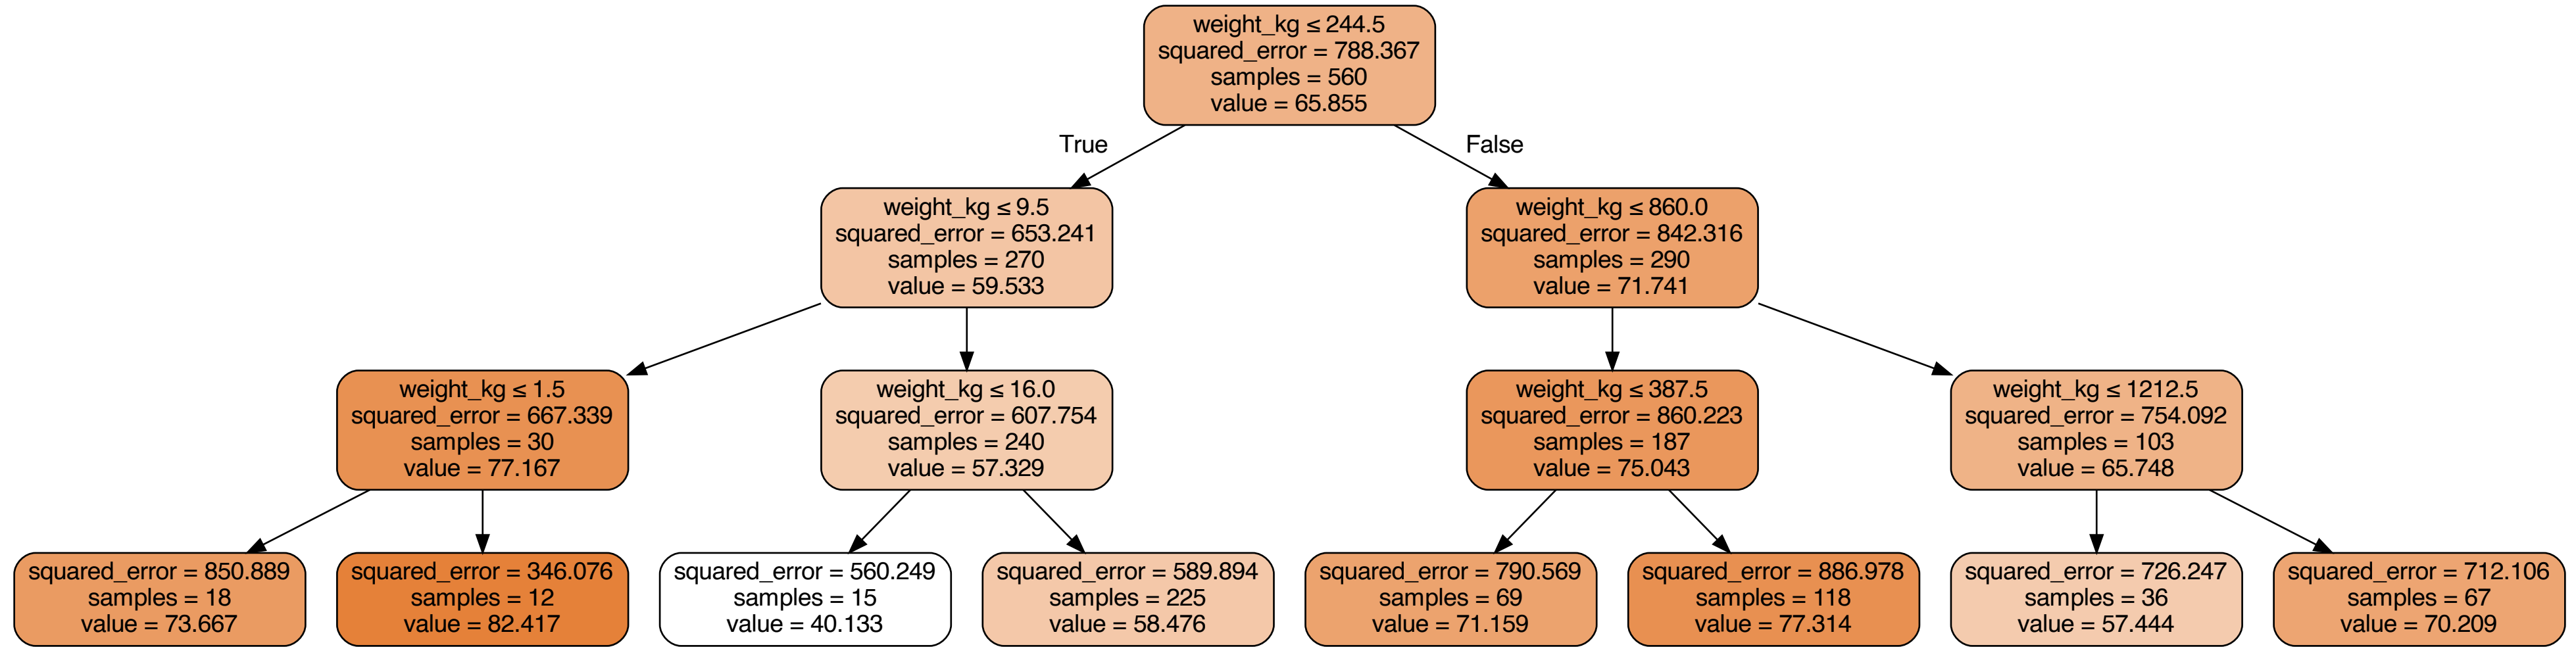 weight_kg ≤ 244.5
squared_error = 788.367
samples = 560
value = 65.855
True
False
weight_kg ≤ 9.5
squared_error = 653.241
samples = 270
value = 59.533
weight_kg ≤ 860.0
squared_error = 842.316
samples = 290
value = 71.741
weight_kg ≤ 1.5
squared_error = 667.339
samples = 30
value = 77.167
weight_kg ≤ 16.0
squared_error = 607.754
samples = 240
value = 57.329
weight_kg ≤ 387.5
squared_error = 860.223
samples = 187
value = 75.043
weight_kg ≤ 1212.5
squared_error = 754.092
samples = 103
value = 65.748
squared_error = 850.889
samples = 18
value = 73.667
squared_error = 346.076
samples = 12
value = 82.417
squared_error = 560.249
samples = 15
value = 40.133
squared_error = 589.894
samples = 225
value = 58.476
squared_error = 790.569
samples = 69
value = 71.159
squared_error = 886.978
samples = 118
value = 77.314
squared_error = 726.247
samples = 36
value = 57.444
squared_error = 712.106
samples = 67
value = 70.209